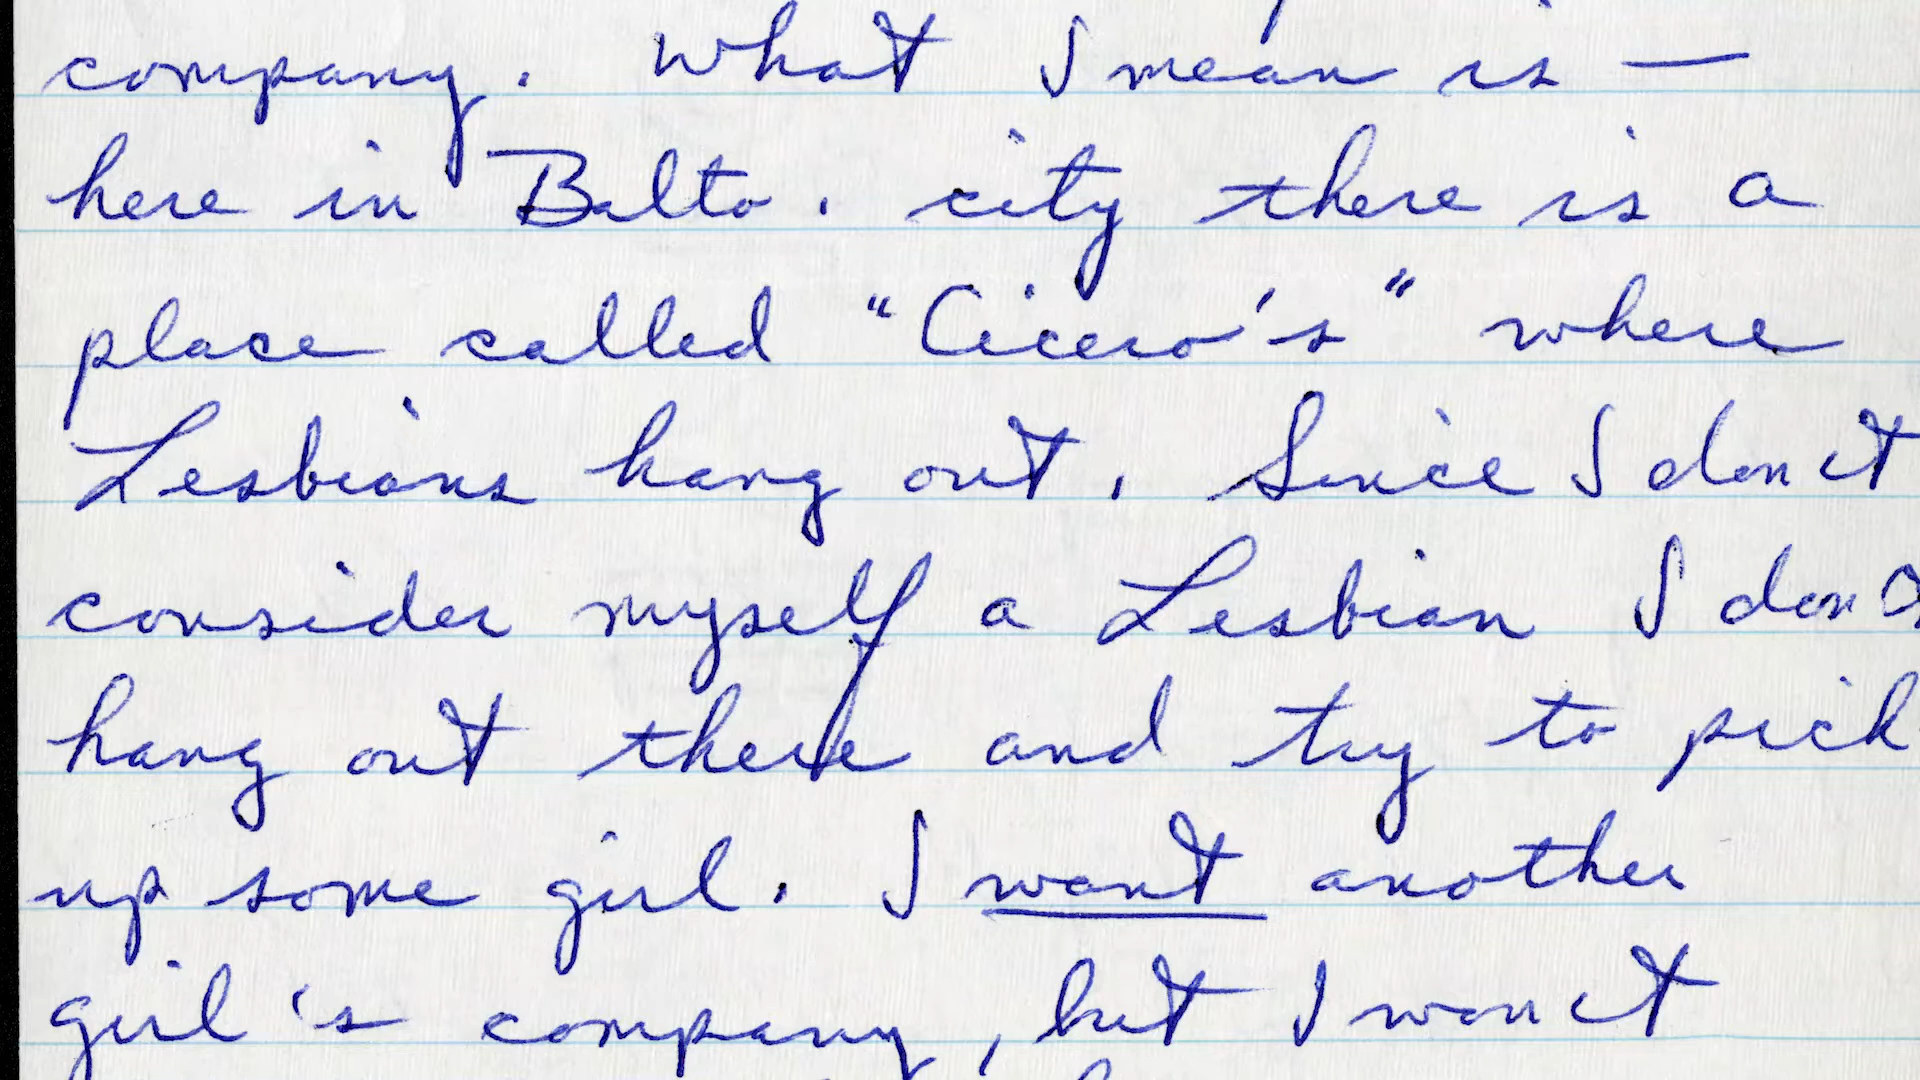 company. What I mean is —
here in Balto. city there is a
place called "Cicero's" where
Lesbians hang out. Since I don't
consider myself a Lesbian I don't
hang out there and try to pick
up some girl. I want another
girl's company, but I won't